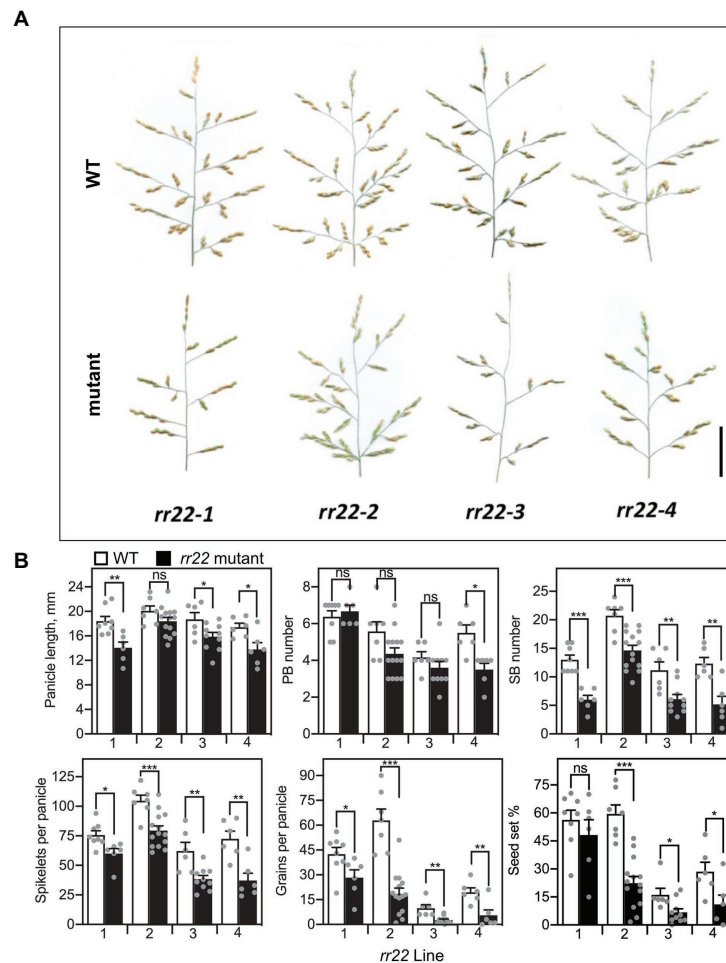 A
WT
mutant
rr22-1 rr22-2 rr22-3 rr22-4
B
WT rr22 mutant
Panicle length, mm
24
20
16
12
8
4
0
** ns * *
1 2 3 4
PB number
8
6
4
2
0
ns ns ns *
1 2 3 4
SB number
25
20
15
10
5
0
*** *** ** **
1 2 3 4
Spikelets per panicle
125
100
75
50
25
0
* *** ** **
1 2 3 4
Grains per panicle
90
75
60
45
30
15
0
* *** ** **
1 2 3 4
Seed set %
75
60
45
30
15
0
ns *** * *
1 2 3 4
rr22 Line